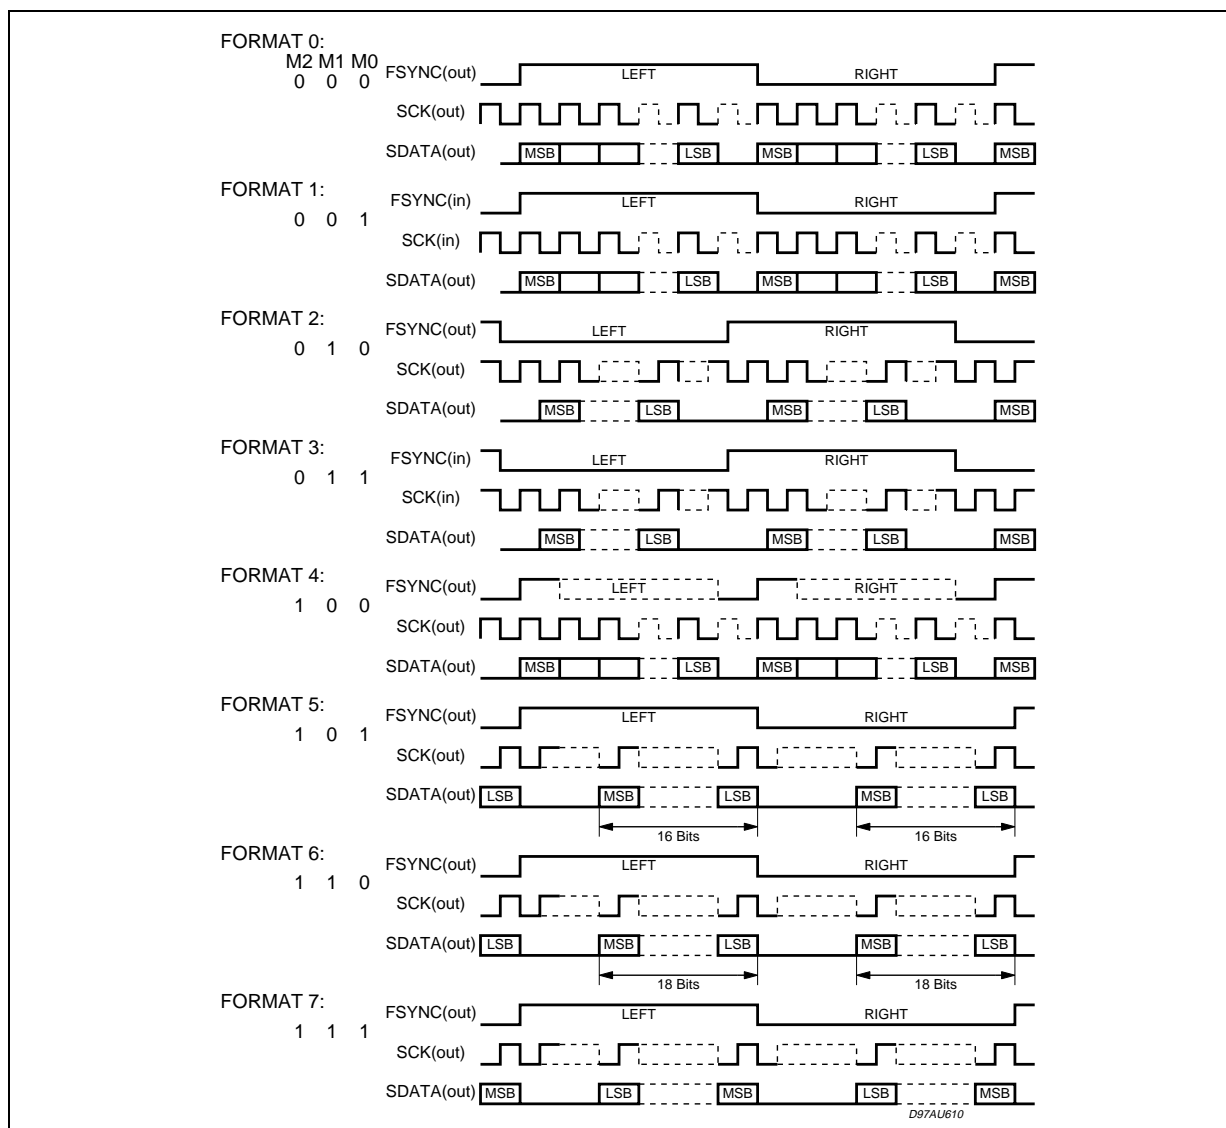 FORMAT 0:
M2 M1 M0
0 0 0
FSYNC(out) LEFT RIGHT
SCK(out)
SDATA(out) MSB LSB MSB LSB MSB
FORMAT 1:
0 0 1
FSYNC(in) LEFT RIGHT
SCK(in)
SDATA(out) MSB LSB MSB LSB MSB
FORMAT 2:
0 1 0
FSYNC(out) LEFT RIGHT
SCK(out)
SDATA(out) MSB LSB MSB LSB MSB
FORMAT 3:
0 1 1
FSYNC(in) LEFT RIGHT
SCK(in)
SDATA(out) MSB LSB MSB LSB MSB
FORMAT 4:
1 0 0
FSYNC(out) LEFT RIGHT
SCK(out)
SDATA(out) MSB LSB MSB LSB MSB
FORMAT 5:
1 0 1
FSYNC(out) LEFT RIGHT
SCK(out)
SDATA(out) LSB MSB LSB MSB LSB
16 Bits 16 Bits
FORMAT 6:
1 1 0
FSYNC(out) LEFT RIGHT
SCK(out)
SDATA(out) LSB MSB LSB MSB LSB
18 Bits 18 Bits
FORMAT 7:
1 1 1
FSYNC(out) LEFT RIGHT
SCK(out)
SDATA(out) MSB LSB MSB LSB MSB
D97AU610